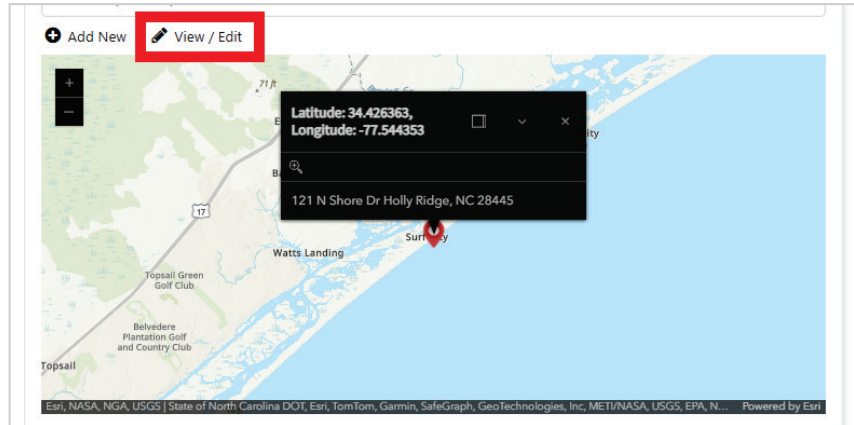 Add New View / Edit
71 ft
Latitude: 34.426363,
Longitude: -77.544353
ity
121 N Shore Dr Holly Ridge, NC 28445
17
Watts Landing
Topsail Green
Golf Club
Belvedere
Plantation Golf
and Country Club
Topsail
Esri, NASA, NGA, USGS | State of North Carolina DOT, Esri, TomTom, Garmin, SafeGraph, GeoTechnologies, Inc, METI/NASA, USGS, EPA, N... Powered by Esri